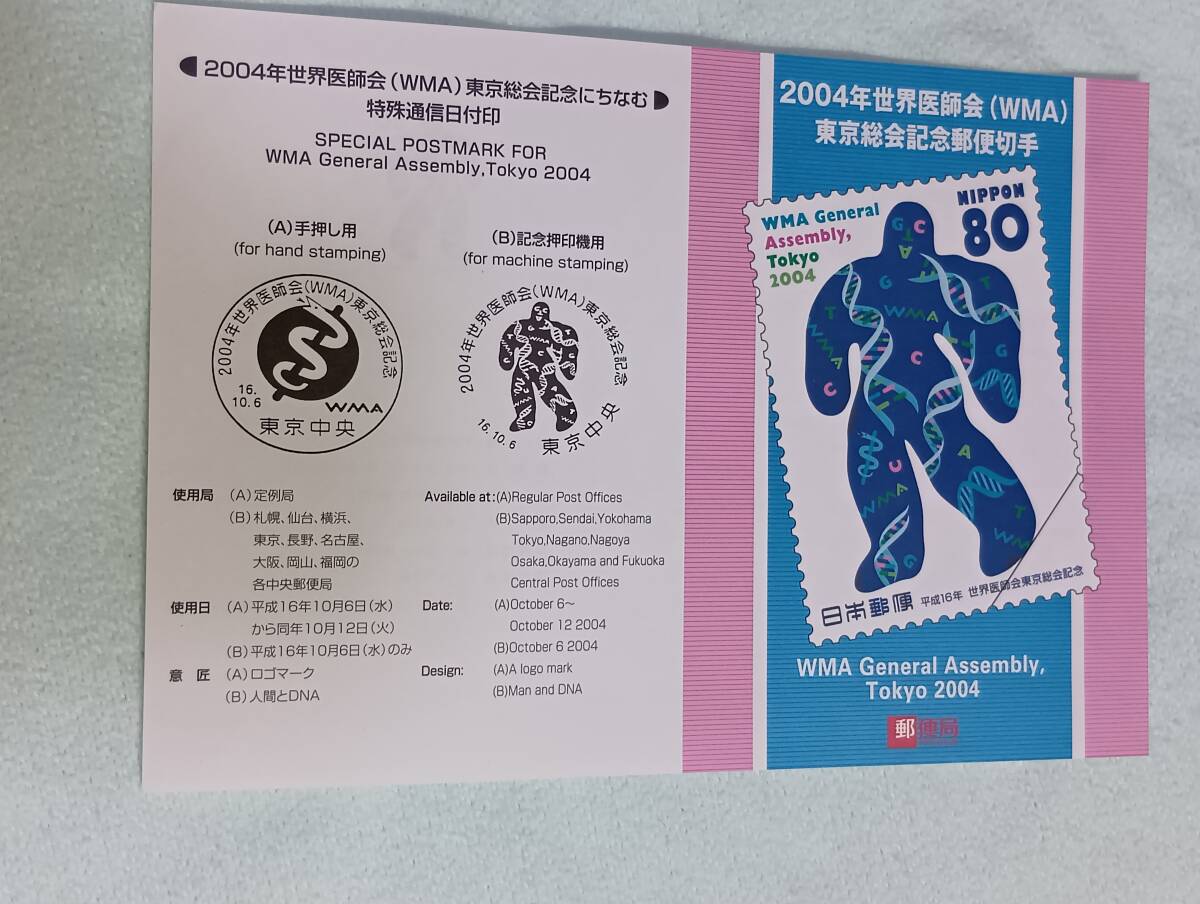 2004年世界医師会(WMA)東京総会記念にちなむ
特殊通信日付印
SPECIAL POSTMARK FOR
WMA General Assembly,Tokyo 2004
(A)手押し用
(for hand stamping)
(B)記念押印機用
(for machine stamping)
2004年世界医師会(WMA)東京総会記念
16.
10.6
WMA
東京中央
2004年世界医師会(WMA)東京総会記念
16.10.6
東京中央
使用局 (A)定例局
(B)札幌、仙台、横浜、
東京、長野、名古屋、
大阪、岡山、福岡の
各中央郵便局
使用日 (A)平成16年10月6日(水)
から同年10月12日(火)
(B)平成16年10月6日(水)のみ
意 匠 (A)ロゴマーク
(B)人間とDNA
Available at:(A)Regular Post Offices
(B)Sapporo,Sendai,Yokohama
Tokyo,Nagano,Nagoya
Osaka,Okayama and Fukuoka
Central Post Offices
Date: (A)October 6~
October 12 2004
(B)October 6 2004
Design: (A)A logo mark
(B)Man and DNA
2004年世界医師会(WMA)
東京総会記念郵便切手
WMA General
Assembly,
Tokyo
2004
NIPPON
80
WMA
日本郵便 平成16年 世界医師会東京総会記念
WMA General Assembly,
Tokyo 2004
郵便局